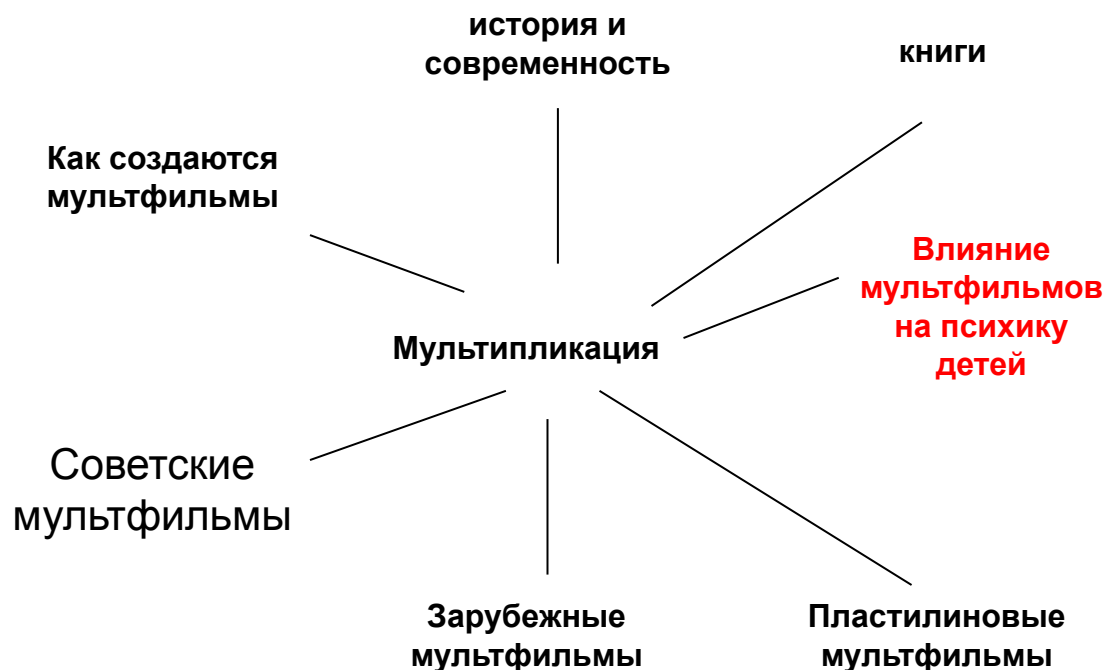 история и
современность
книги
Как создаются
мультфильмы
Влияние
мультфильмов
на психику
детей
Мультипликация
Советские
мультфильмы
Зарубежные
мультфильмы
Пластилиновые
мультфильмы